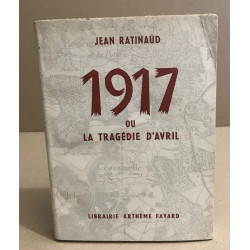 JEAN RATINAUD
1917
OU
LA TRAGÉDIE D'AVRIL
LIBRAIRIE ARTHÈME FAYARD